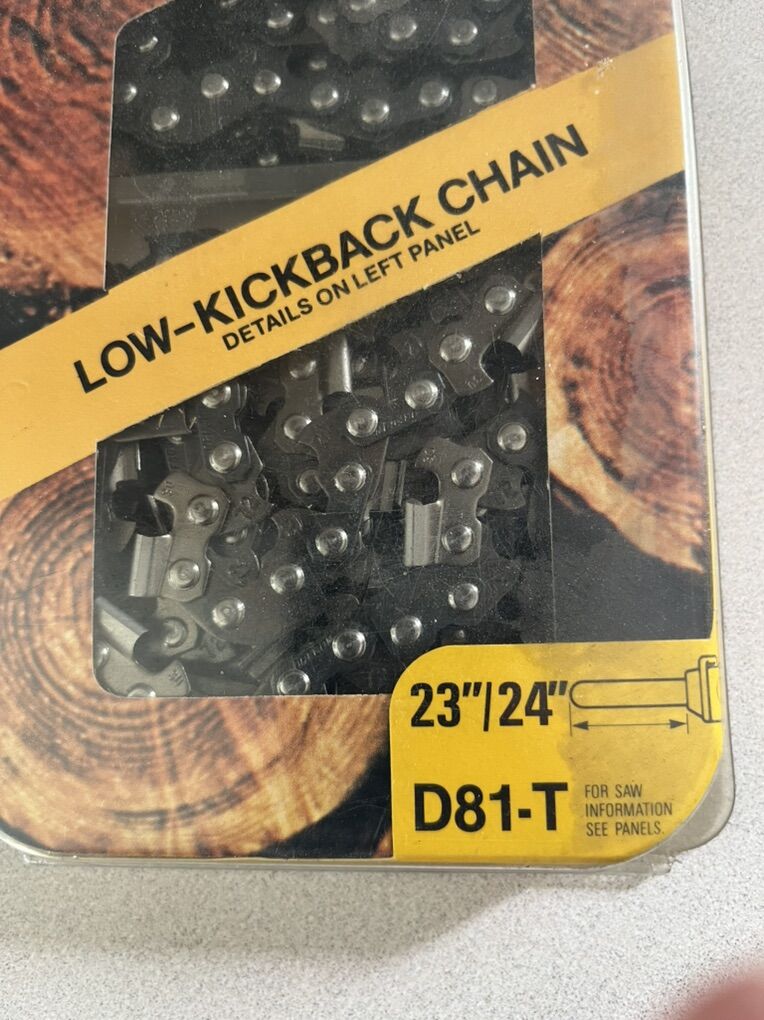 LOW-KICKBACK CHAIN
DETAILS ON LEFT PANEL
23"/24"
D81-T
FOR SAW
INFORMATION
SEE PANELS.